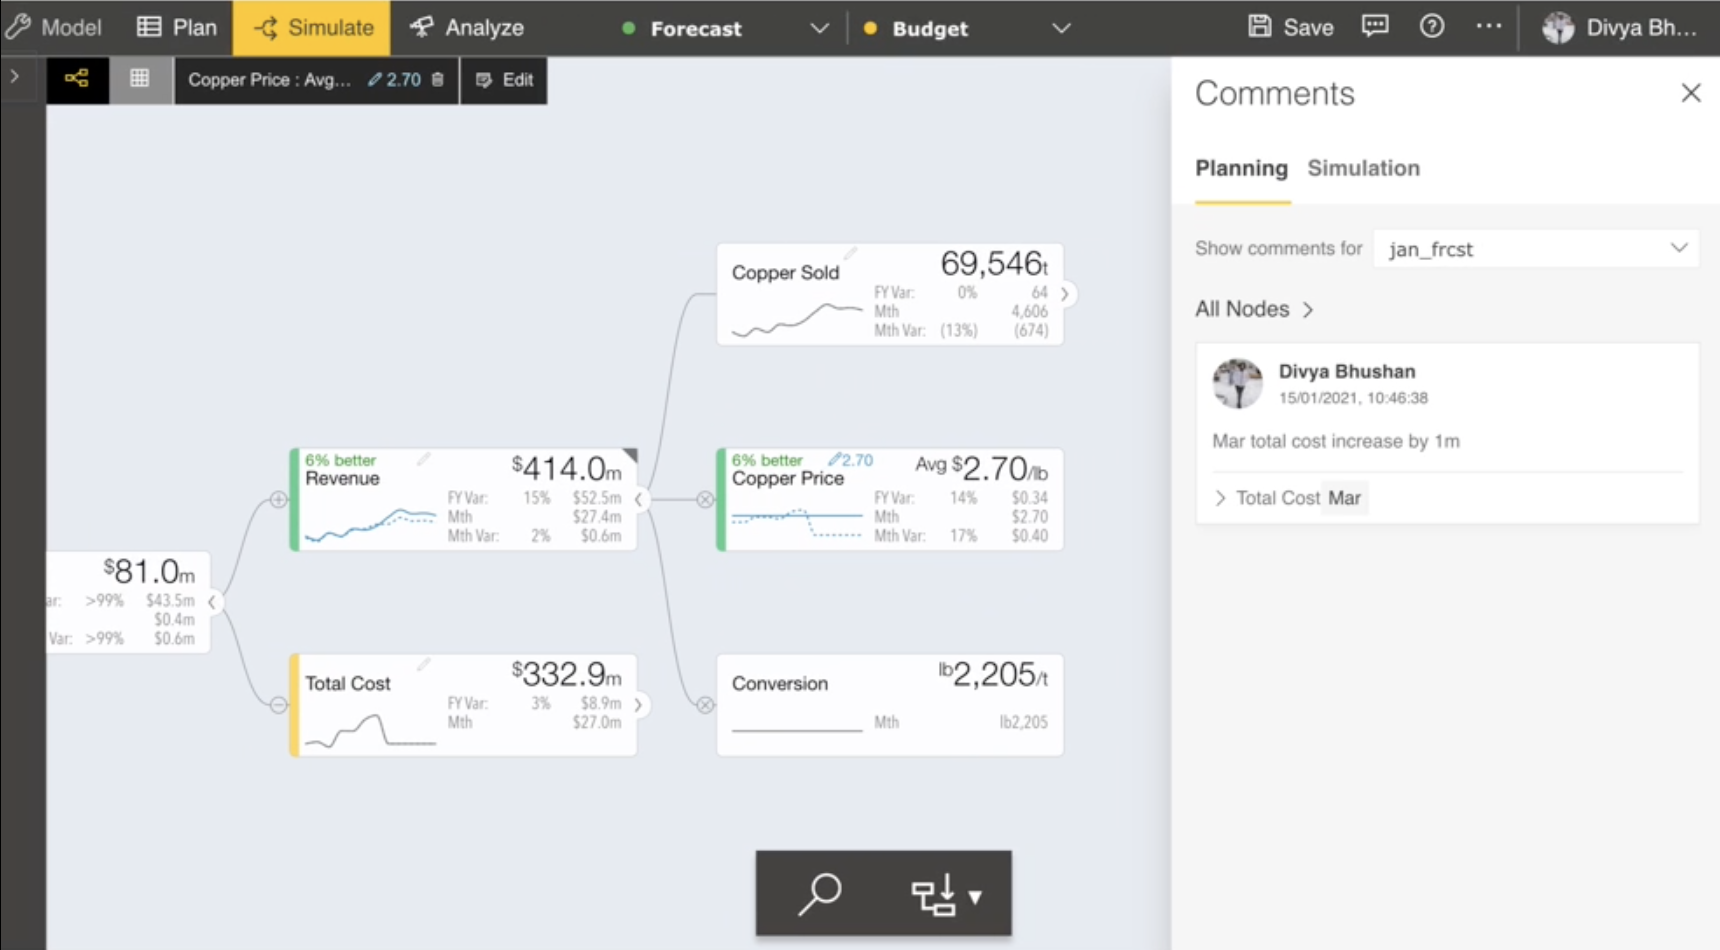 Model Plan Simulate Analyze Forecast Budget Save Divya Bh...
Copper Price : Avg... 2.70 Edit
Copper Sold 69,546t
FY Var: 0% 64
Mth 4,606
Mth Var: (13%) (674)
6% better
Revenue $414.0m
FY Var: 15% $52.5m
Mth $27.4m
Mth Var: 2% $0.6m
6% better 2.70
Copper Price Avg $2.70/lb
FY Var: 14% $0.34
Mth $2.70
Mth Var: 17% $0.40
$81.0m
ar: >99% $43.5m
$0.4m
Var: >99% $0.6m
Total Cost $332.9m
FY Var: 3% $8.9m
Mth $27.0m
Conversion lb2,205/t
Mth lb2,205
Comments
Planning Simulation
Show comments for jan_frcst
All Nodes
Divya Bhushan
15/01/2021, 10:46:38
Mar total cost increase by 1m
Total Cost Mar